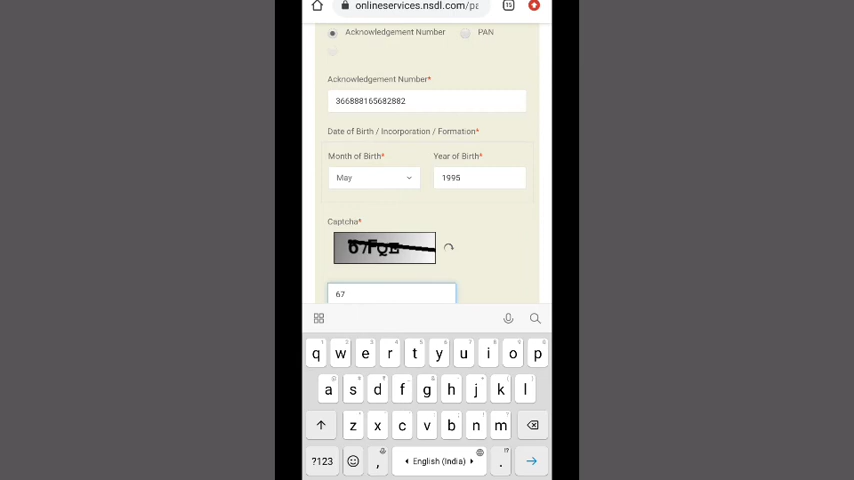 onlineservices.nsdl.com/pa
Acknowledgement Number PAN
Acknowledgement Number*
366888165682882
Date of Birth / Incorporation / Formation*
Month of Birth* Year of Birth*
May 1995
Captcha*
67FQE
67
q w e r t y u i o p
a s d f g h j k l
z x c v b n m
?123 , English (India) .